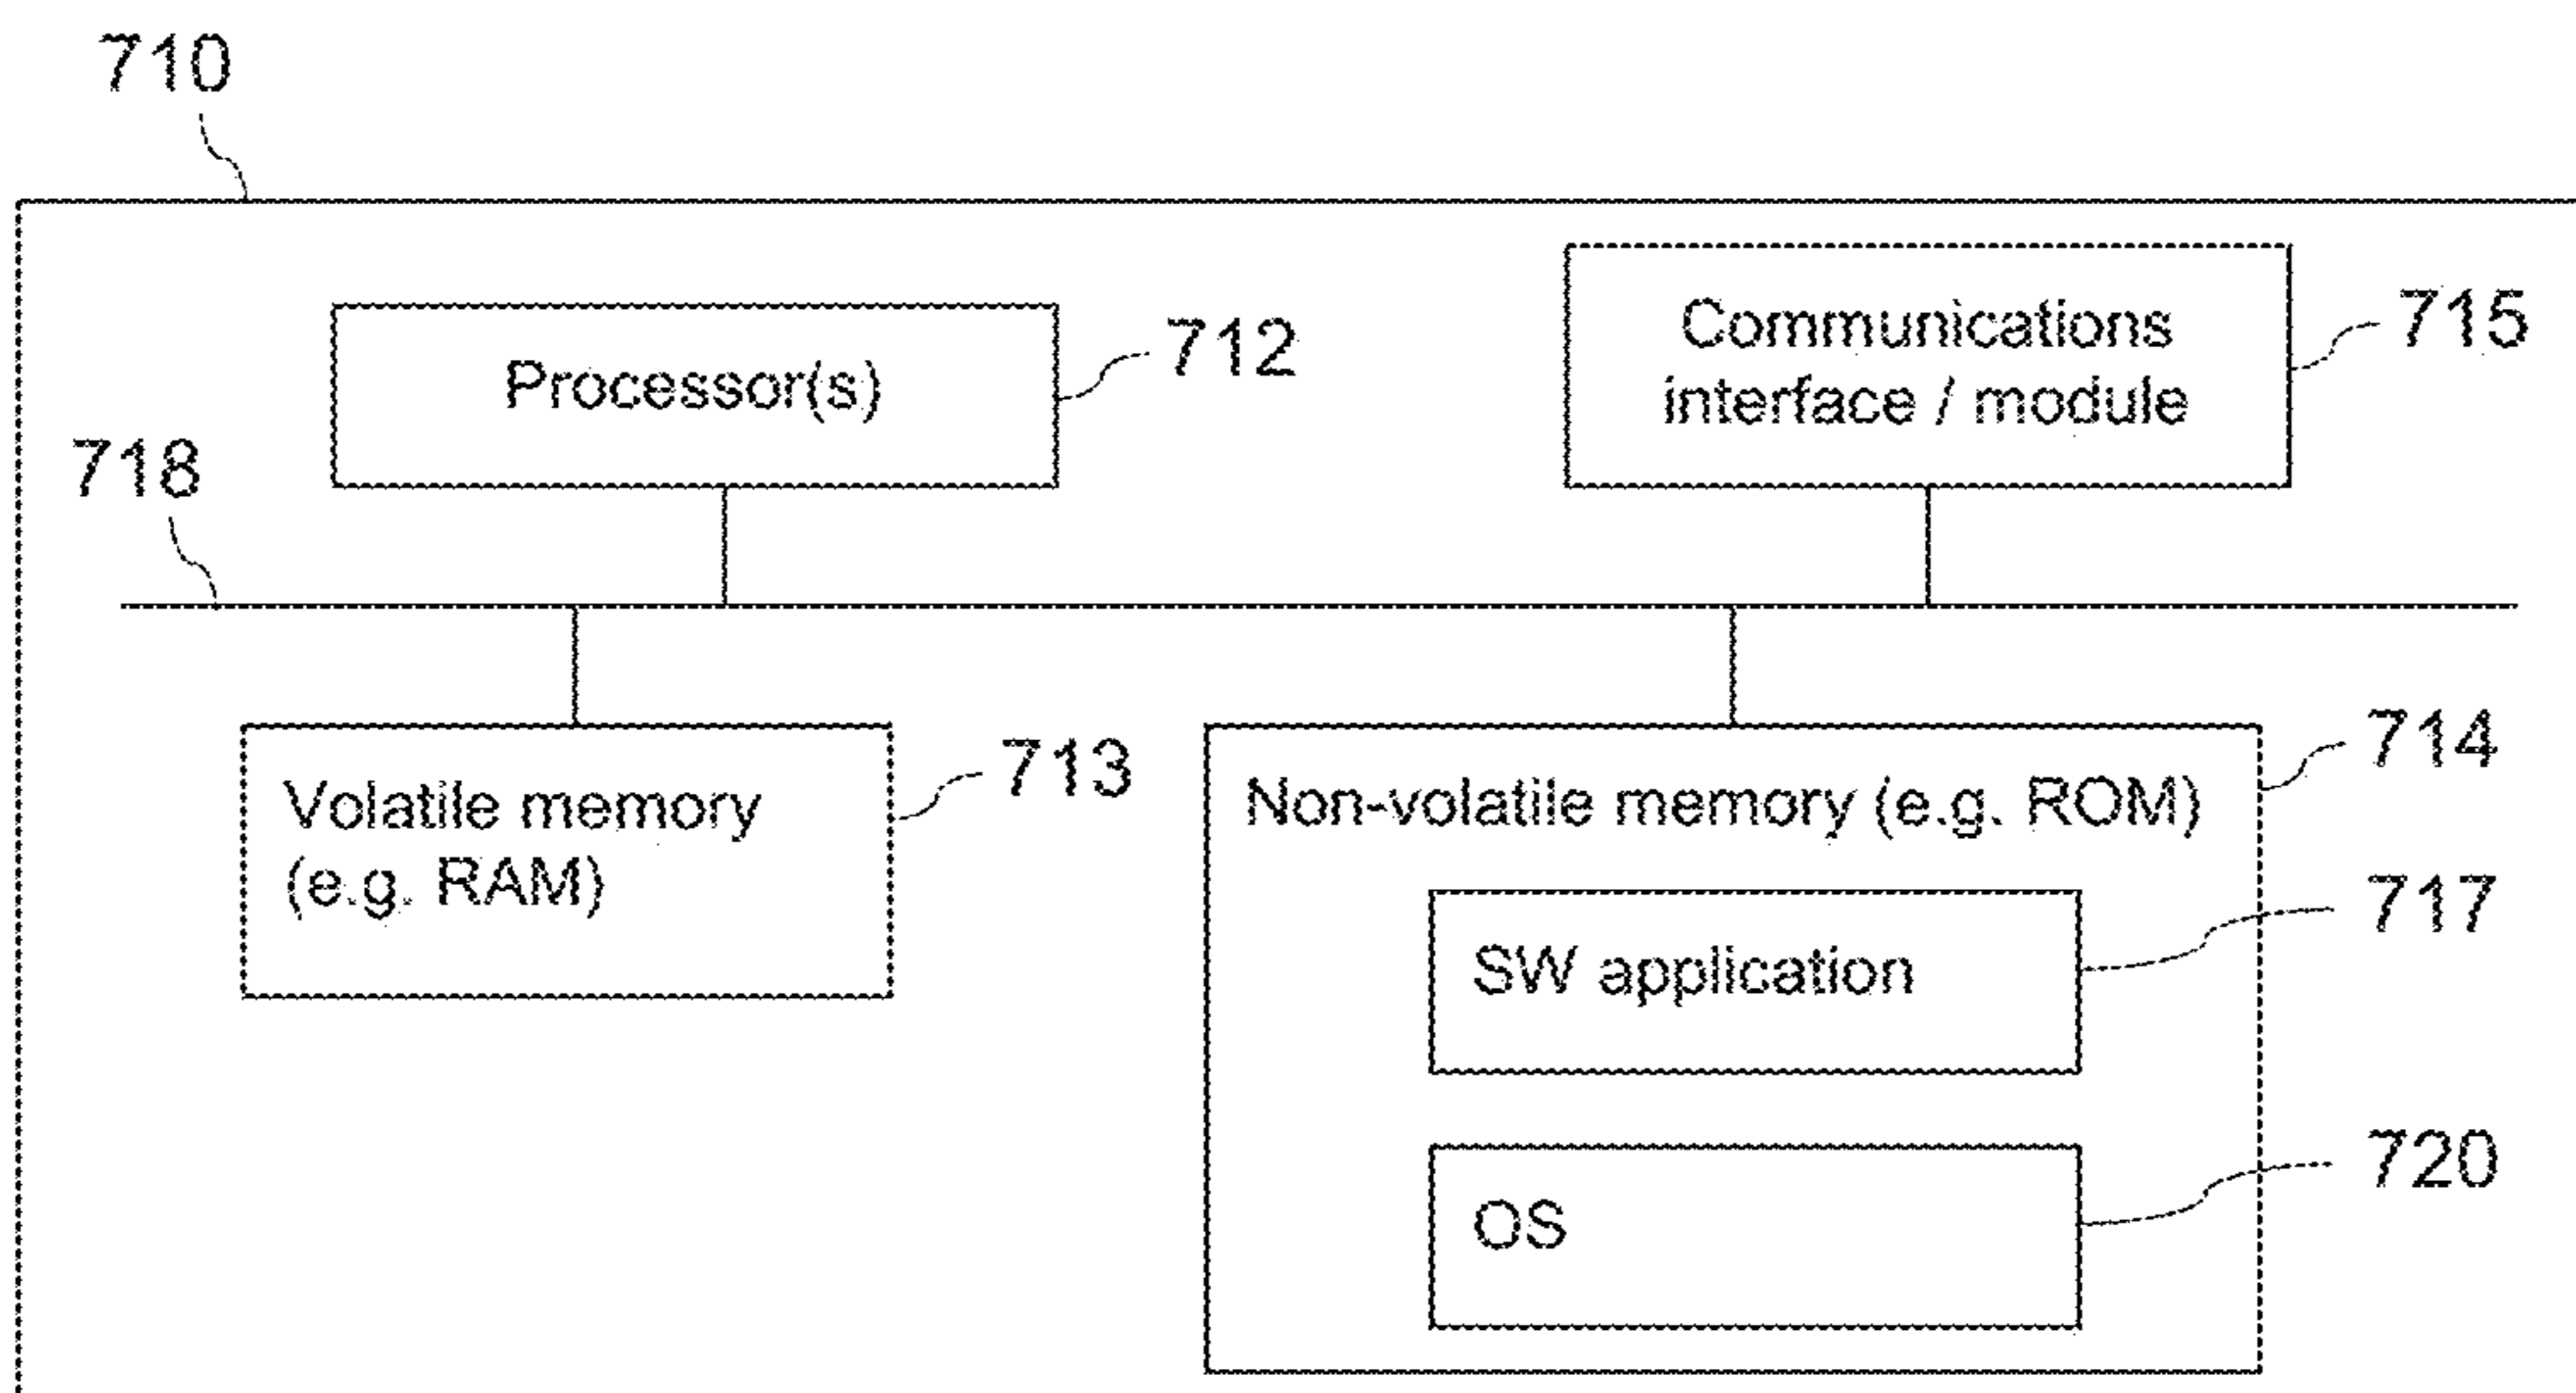 710
Communications
interface / module
715
Processor(s)
712
718
Volatile memory
(e.g. RAM)
713
Non-volatile memory (e.g. ROM)
714
SW application
717
OS
720